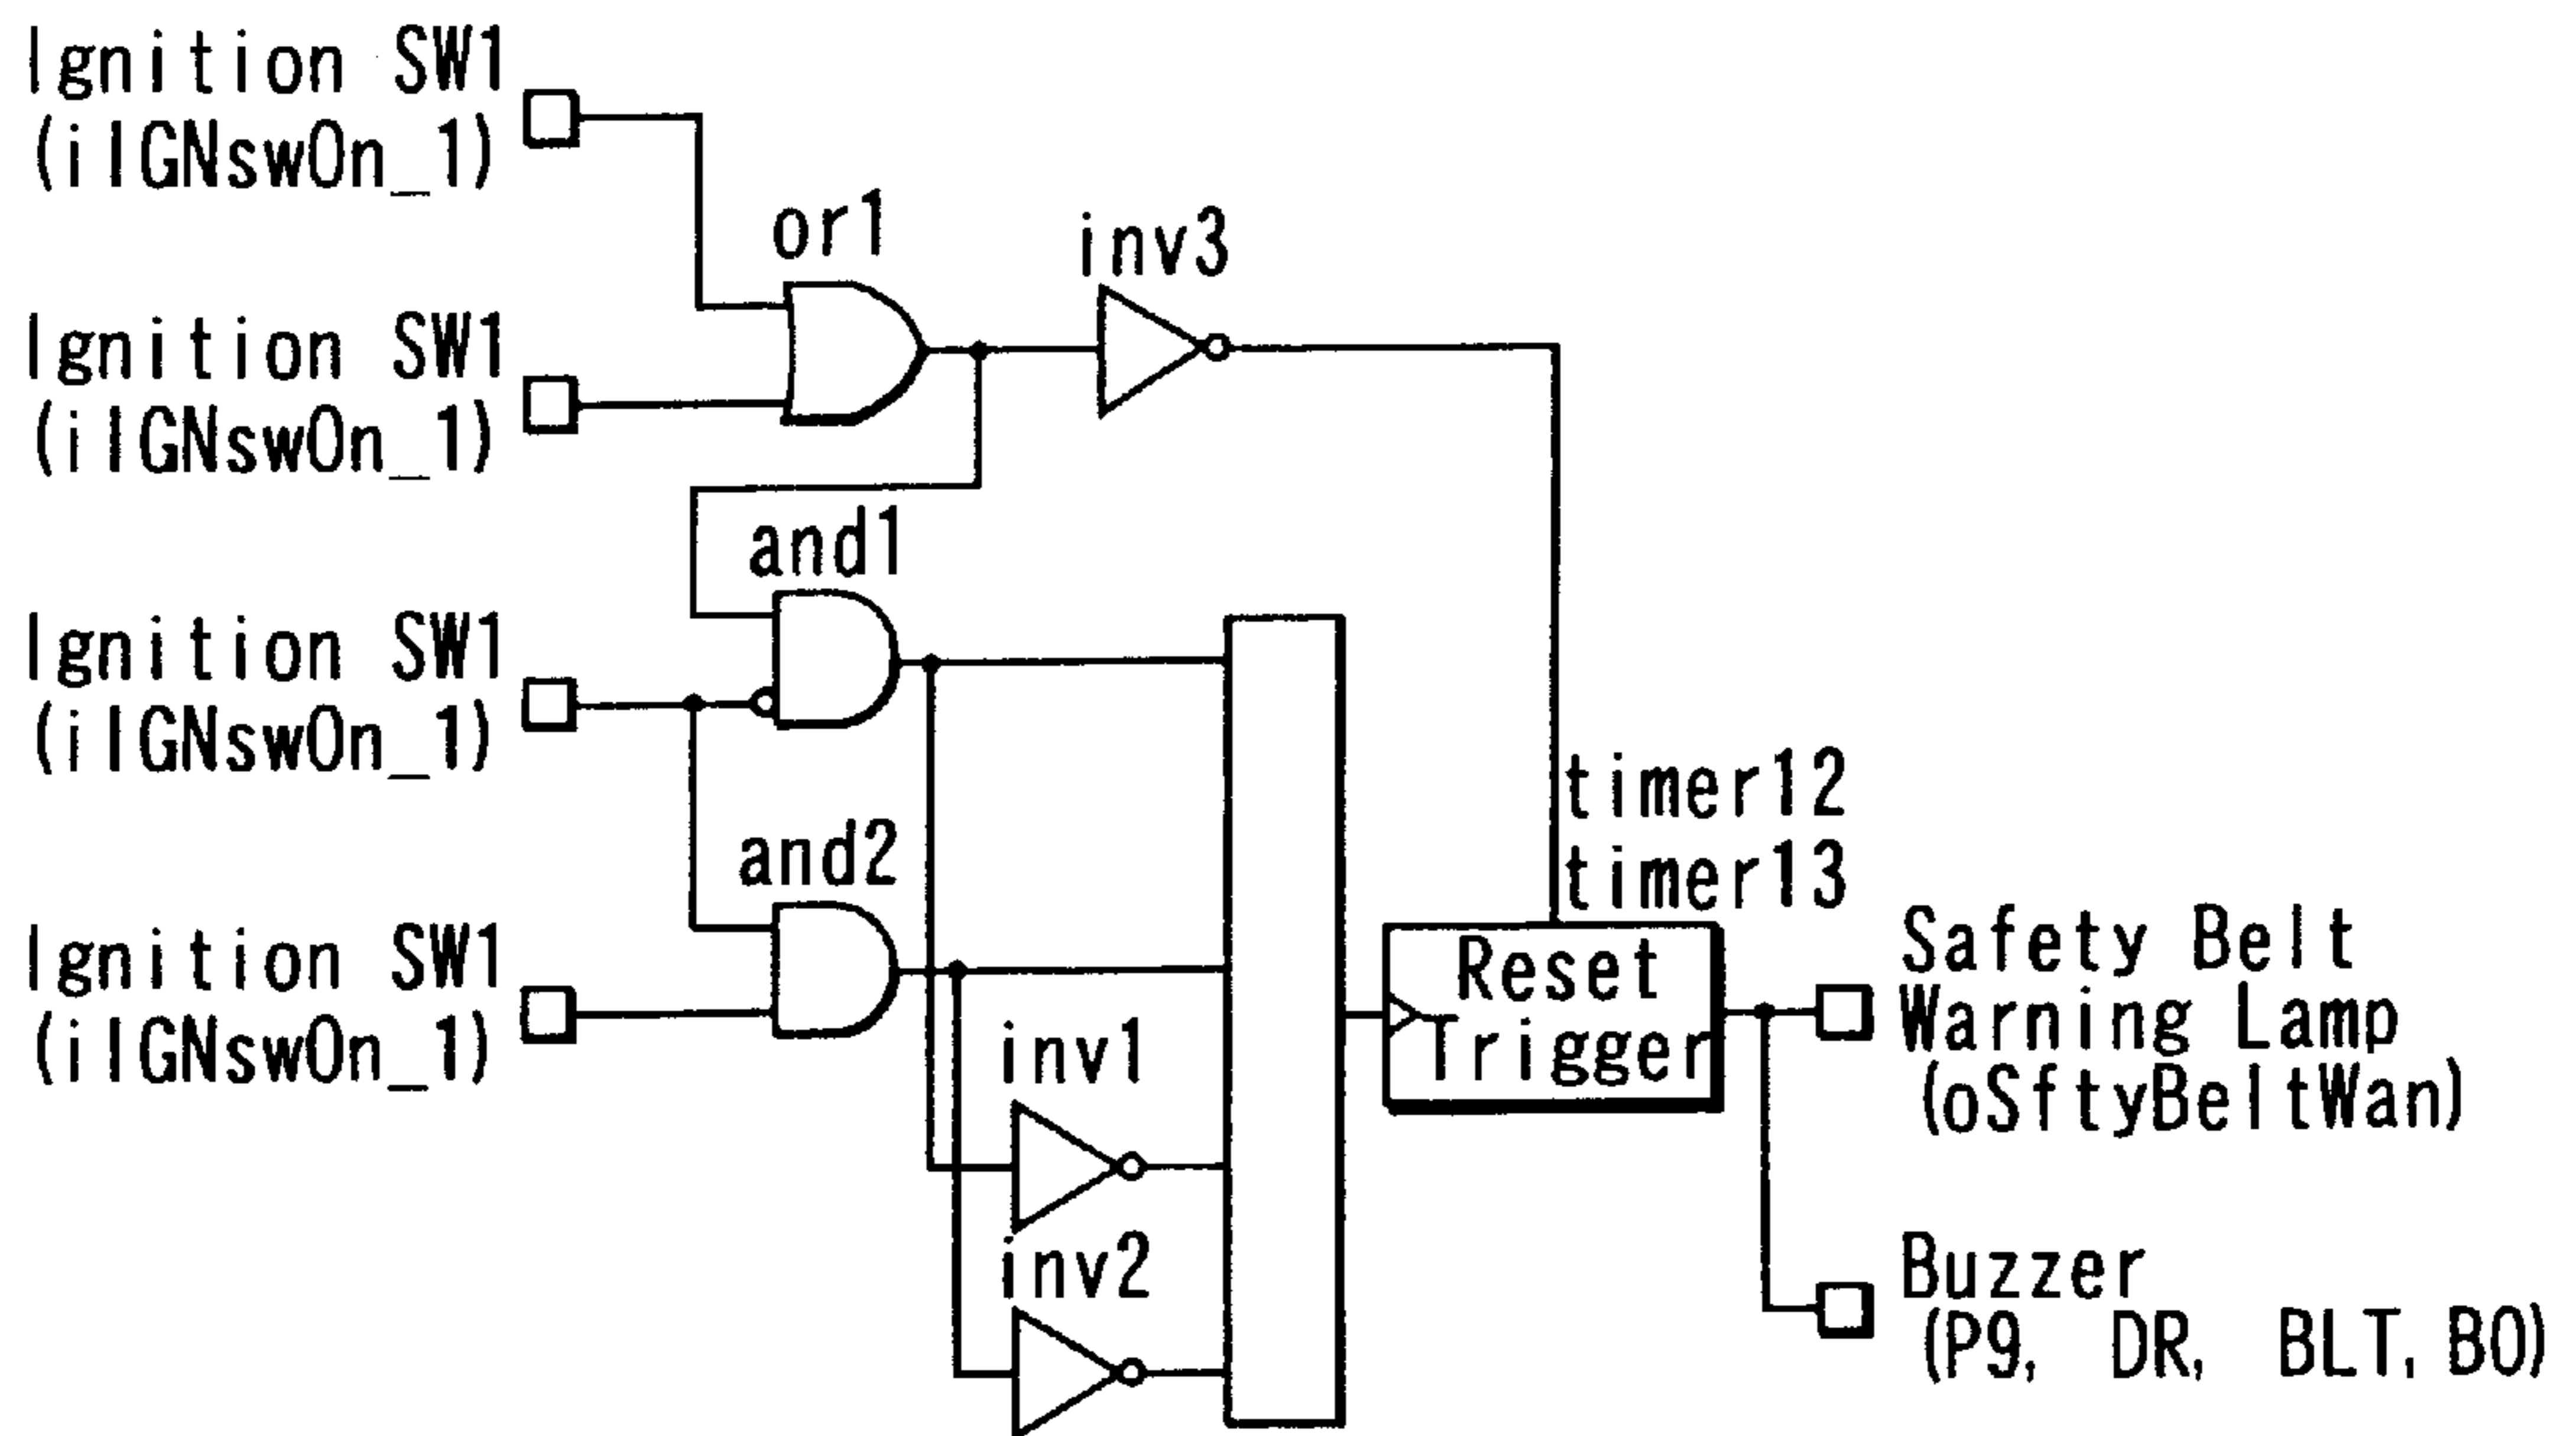 Ignition SW1
(iIGNswOn_1)
or1
inv3
Ignition SW1
(iIGNswOn_1)
and1
Ignition SW1
(iIGNswOn_1)
timer12
timer13
and2
Ignition SW1
(iIGNswOn_1)
Reset
Trigger
Safety Belt
Warning Lamp
(oSftyBeltWan)
inv1
inv2
Buzzer
(P9, DR, BLT, BO)